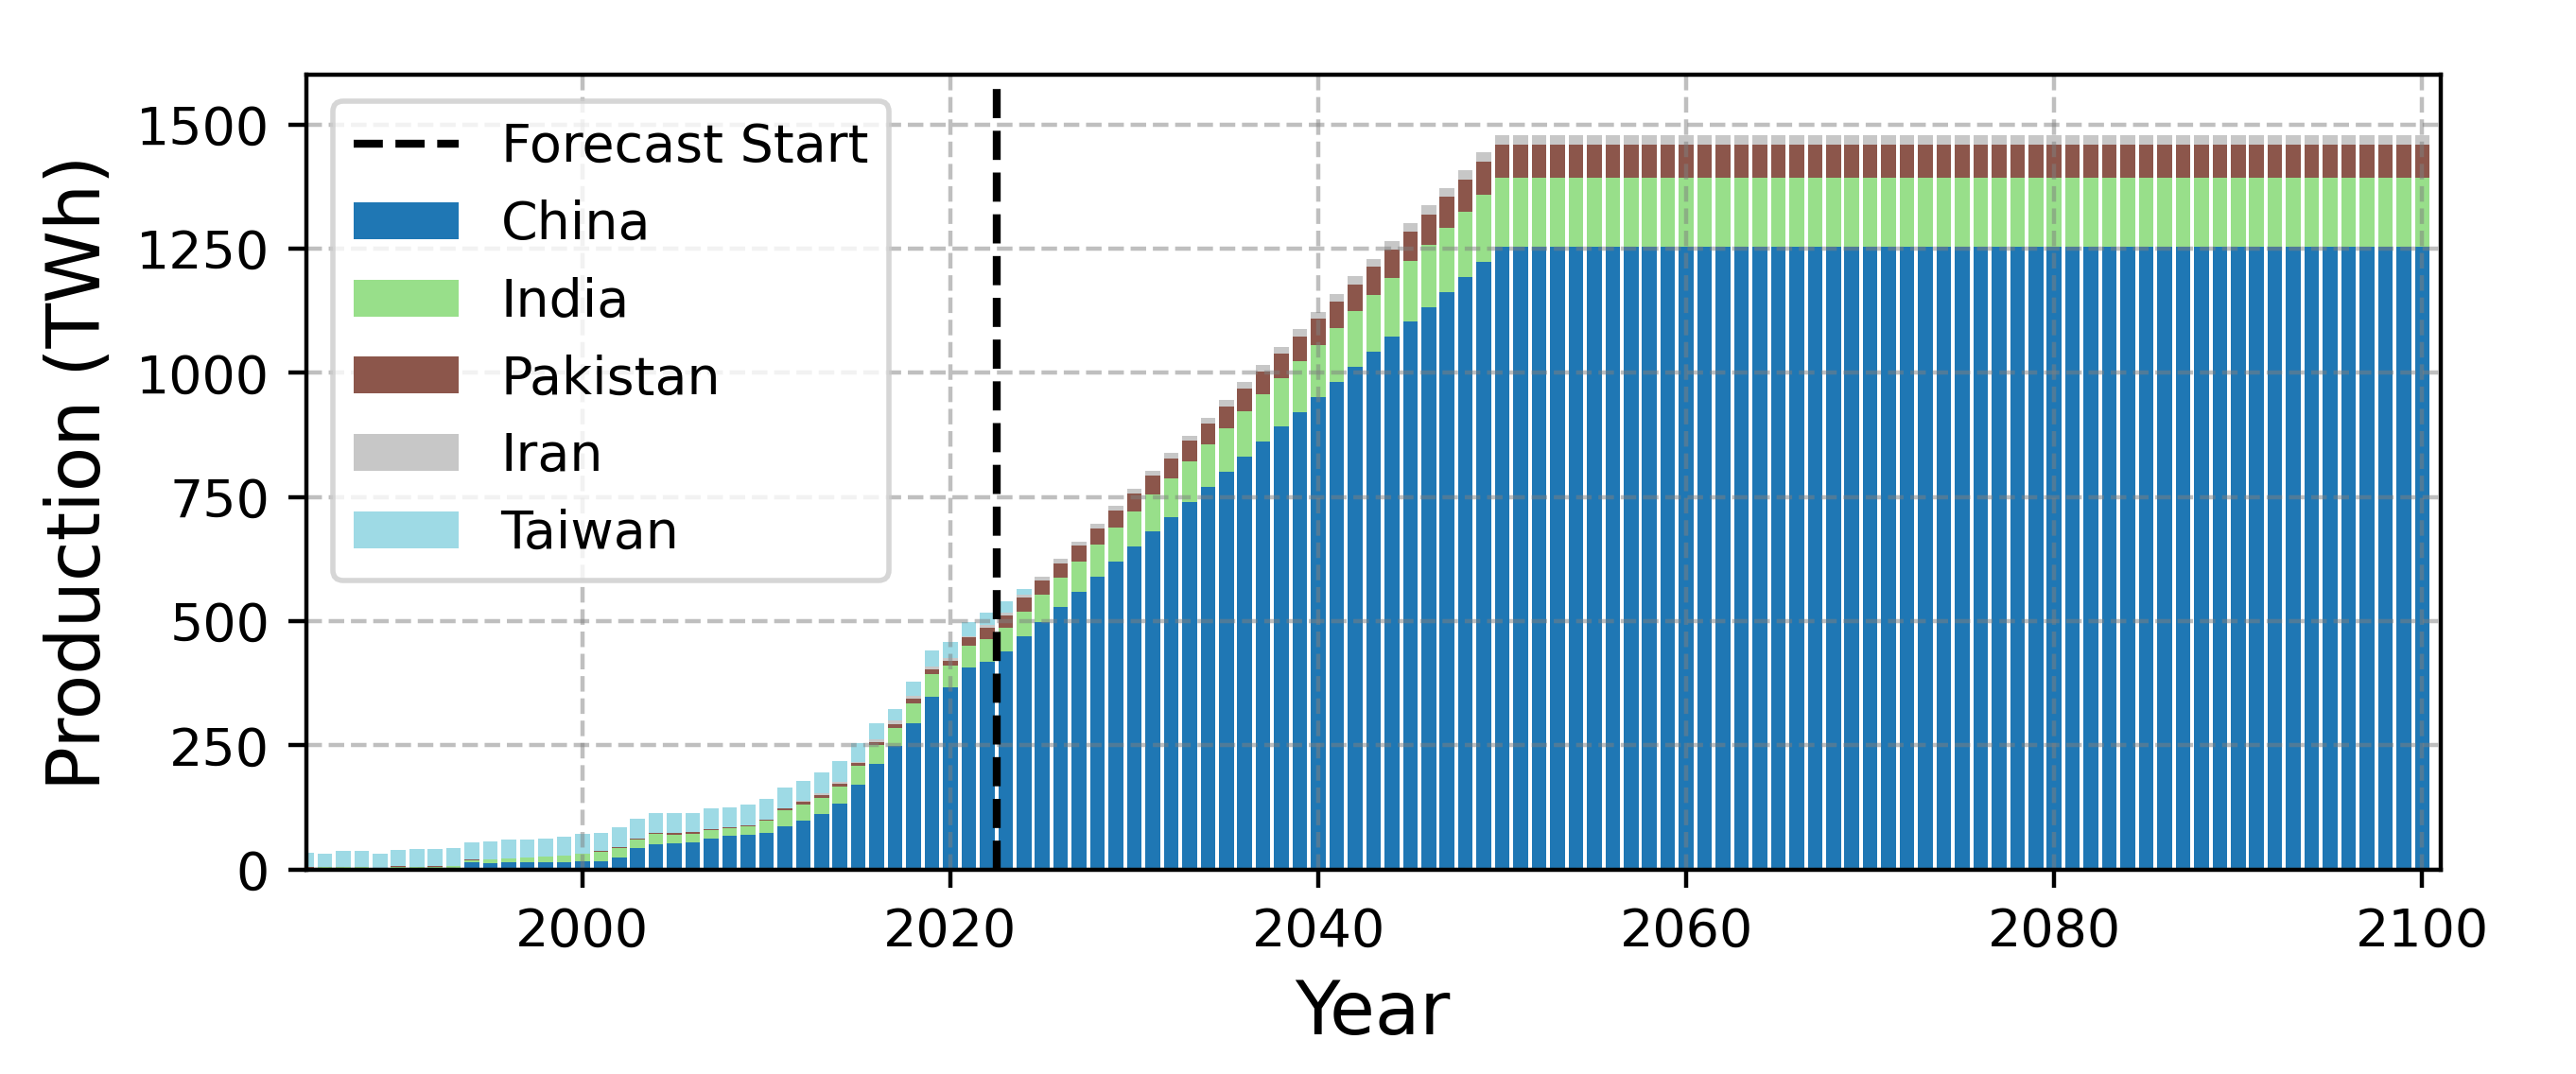 Production (TWh)
1500
1250
1000
750
500
250
0
Forecast Start
China
India
Pakistan
Iran
Taiwan
2000
2020
2040
2060
2080
2100
Year